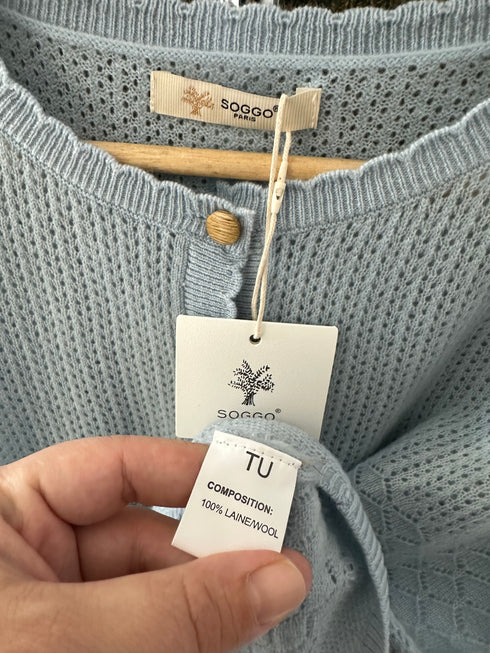 SOGGO®
PARIS
SOGGO®
TU
COMPOSITION:
100% LAINE/WOOL